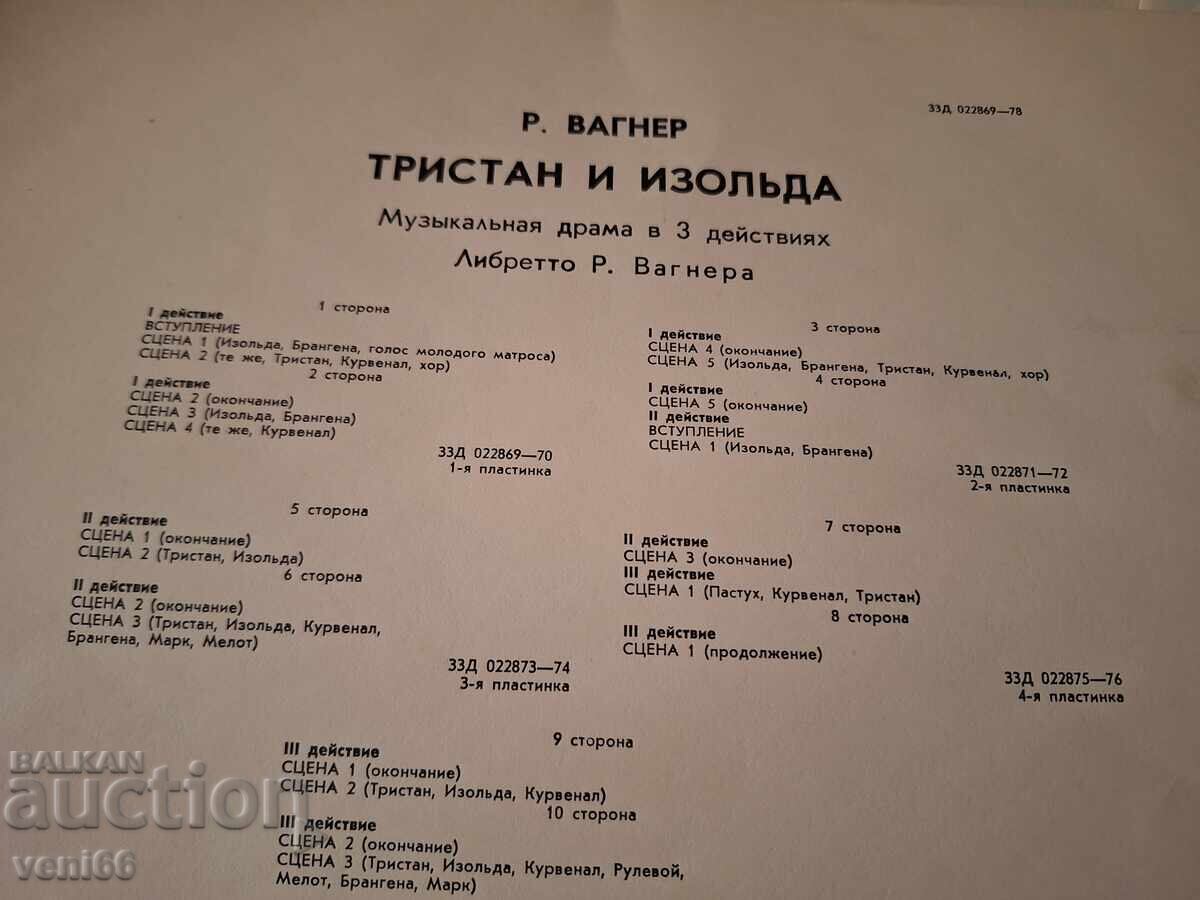 33Д 022869—78
Р. ВАГНЕР
ТРИСТАН И ИЗОЛЬДА
Музыкальная драма в 3 действиях
Либретто Р. Вагнера
1 сторона
I действие
ВСТУПЛЕНИЕ
СЦЕНА 1 (Изольда, Брангена, голос молодого матроса)
СЦЕНА 2 (те же, Тристан, Курвенал, хор)
2 сторона
I действие
СЦЕНА 2 (окончание)
СЦЕНА 3 (Изольда, Брангена)
СЦЕНА 4 (те же, Курвенал)
33Д 022869—70
1-я пластинка
3 сторона
I действие
СЦЕНА 4 (окончание)
СЦЕНА 5 (Изольда, Брангена, Тристан, Курвенал, хор)
4 сторона
I действие
СЦЕНА 5 (окончание)
II действие
ВСТУПЛЕНИЕ
СЦЕНА 1 (Изольда, Брангена)
33Д 022871—72
2-я пластинка
5 сторона
II действие
СЦЕНА 1 (окончание)
СЦЕНА 2 (Тристан, Изольда)
6 сторона
II действие
СЦЕНА 2 (окончание)
СЦЕНА 3 (Тристан, Изольда, Курвенал,
Брангена, Марк, Мелот)
33Д 022873—74
3-я пластинка
7 сторона
II действие
СЦЕНА 3 (окончание)
III действие
СЦЕНА 1 (Пастух, Курвенал, Тристан)
8 сторона
III действие
СЦЕНА 1 (продолжение)
33Д 022875—76
4-я пластинка
9 сторона
III действие
СЦЕНА 1 (окончание)
СЦЕНА 2 (Тристан, Изольда, Курвенал)
10 сторона
III действие
СЦЕНА 2 (окончание)
СЦЕНА 3 (Тристан, Изольда, Курвенал, Рулевой,
Мелот, Брангена, Марк)
BALKAN
auction
veni66